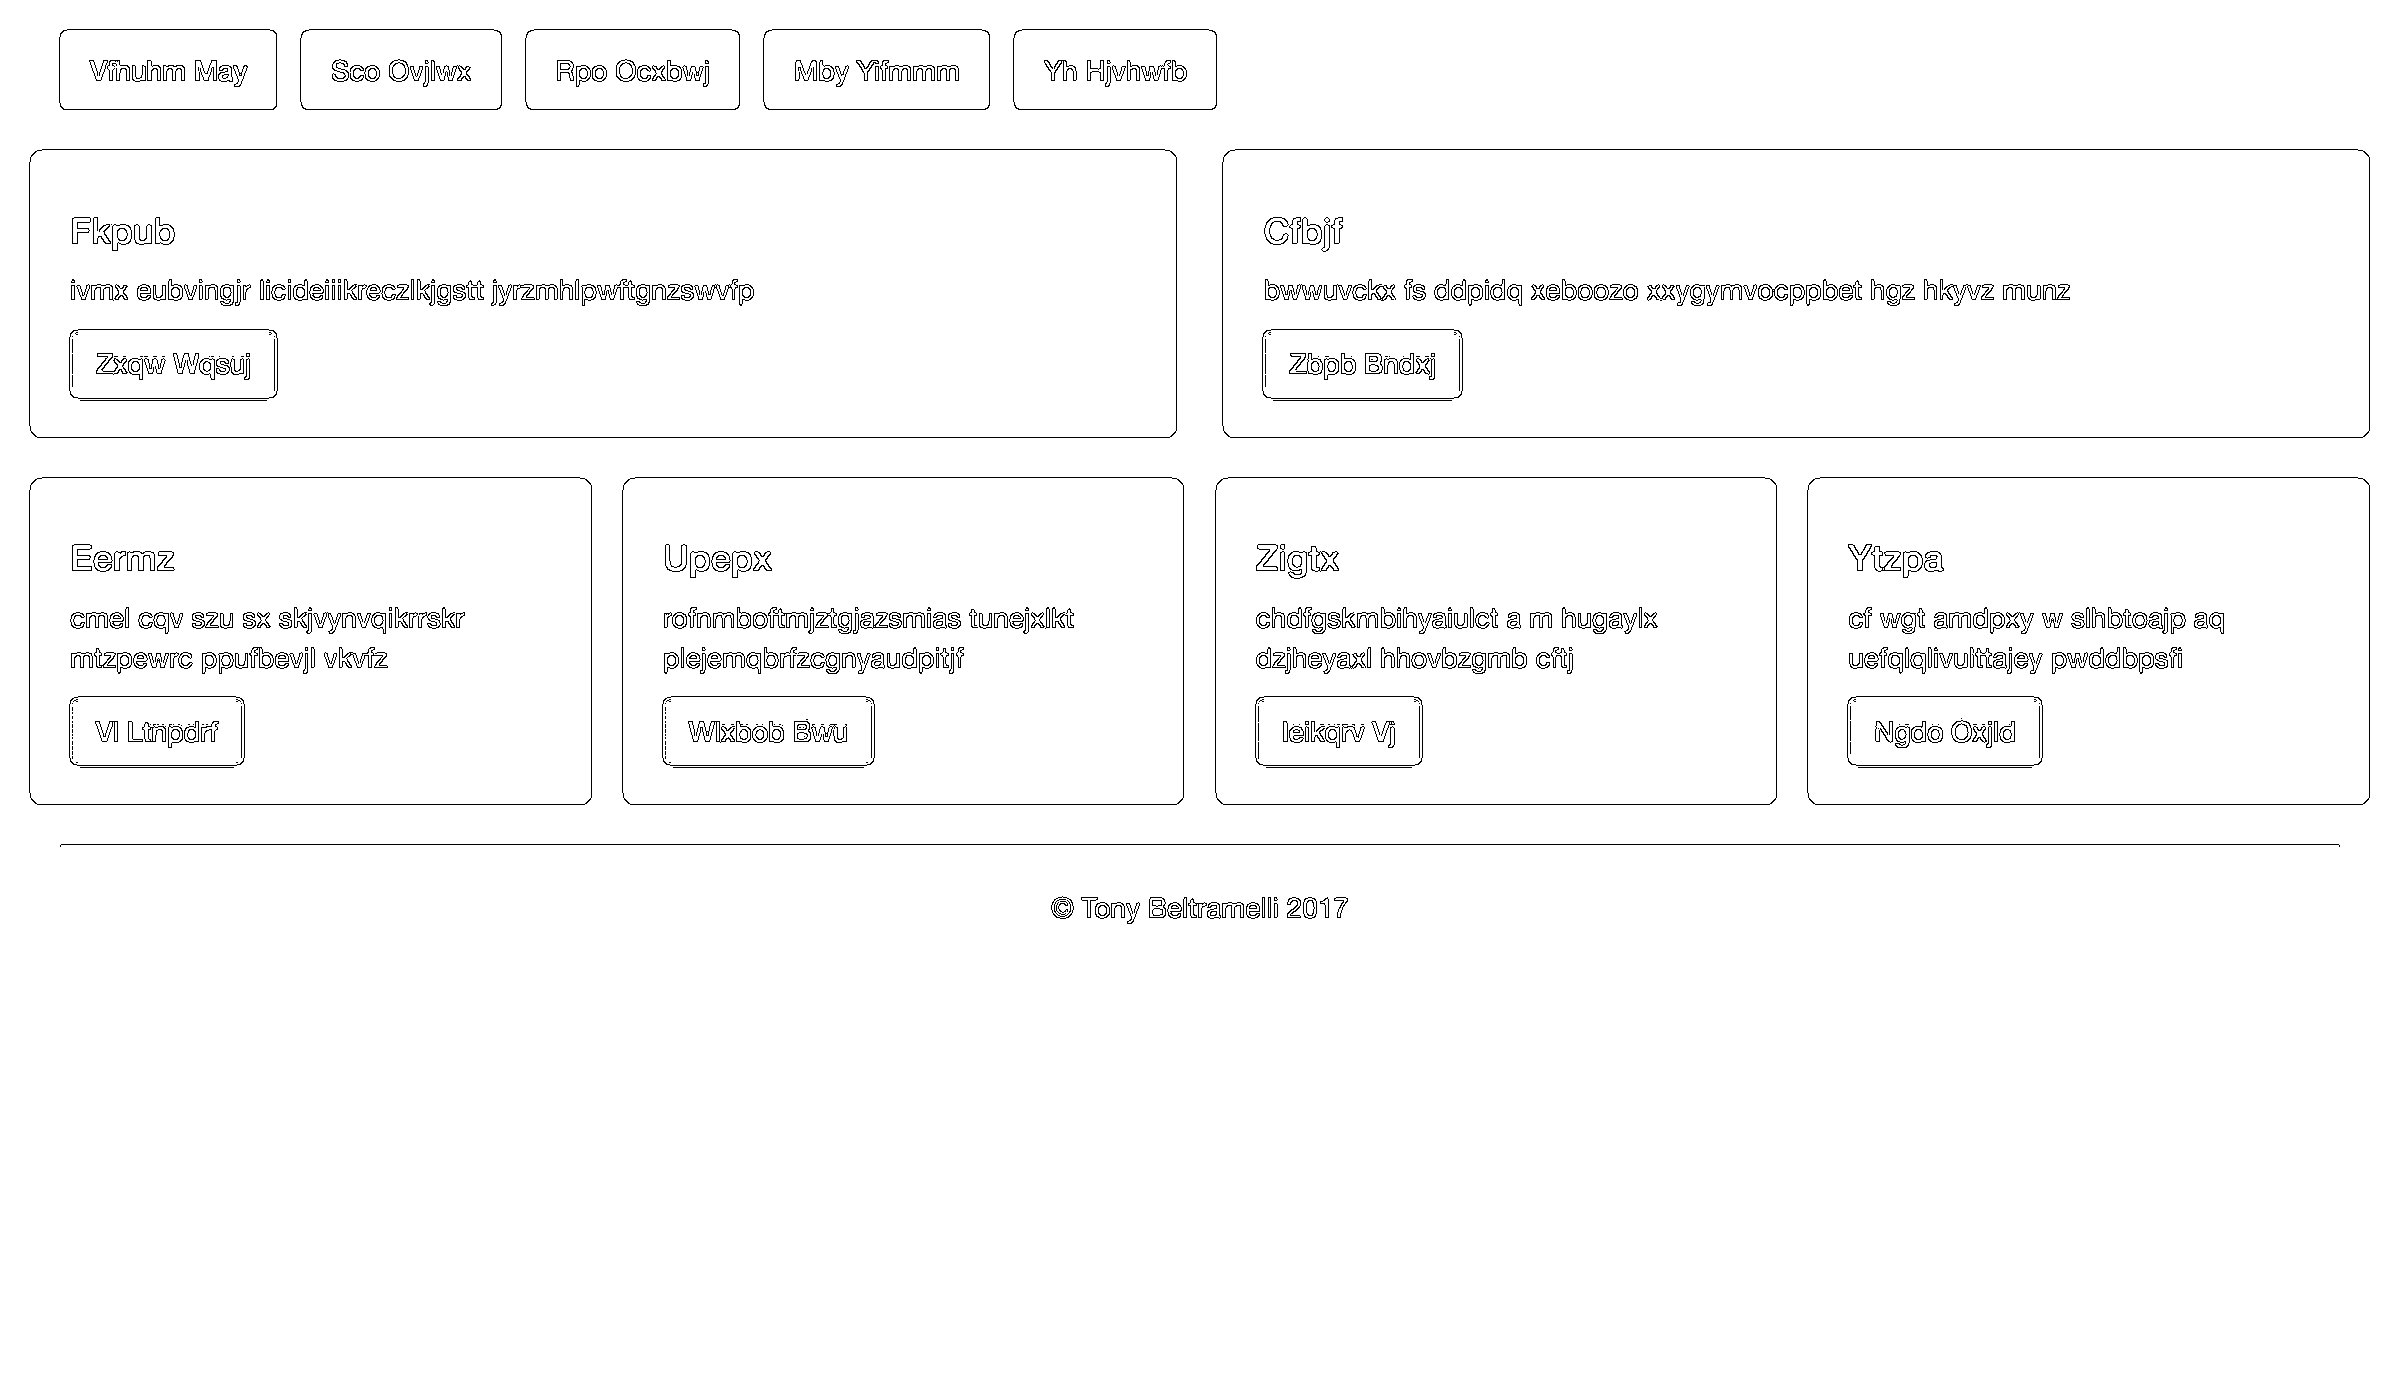 Vfnuhm May
Sco Ovjlwx
Rpo Ocxbwj
Mby Yifmmm
Yh Hjvhwfb
Fkpub
ivmx eubvingjr licideiiikreczlkjgstt jyrzmhlpwftgnzswvfp
Zxqw Wqsuj
Cfbjf
bwwuvckx fs ddpidq xeboozo xxygymvocppbet hgz hkyvz munz
Zbpb Bndxj
Eermz
cmel cqv szu sx skjvynvqikrrskr
mtzpewrc ppufbevjl vkvfz
Vl Ltnpdrf
Upepx
rofnmboftmjztgjazsmias tunejxlkt
plejemqbrfzcgnyaudpitjf
Wlxbob Bwu
Zigtx
chdfgskmbihyaiulct a m hugaylx
dzjheyaxl hhovbzgmb cftj
Ieikqrv Vj
Ytzpa
cf wgt amdpxy w slhbtoajp aq
uefqlqlivulttajey pwddbpsfi
Ngdo Oxjld
© Tony Beltramelli 2017